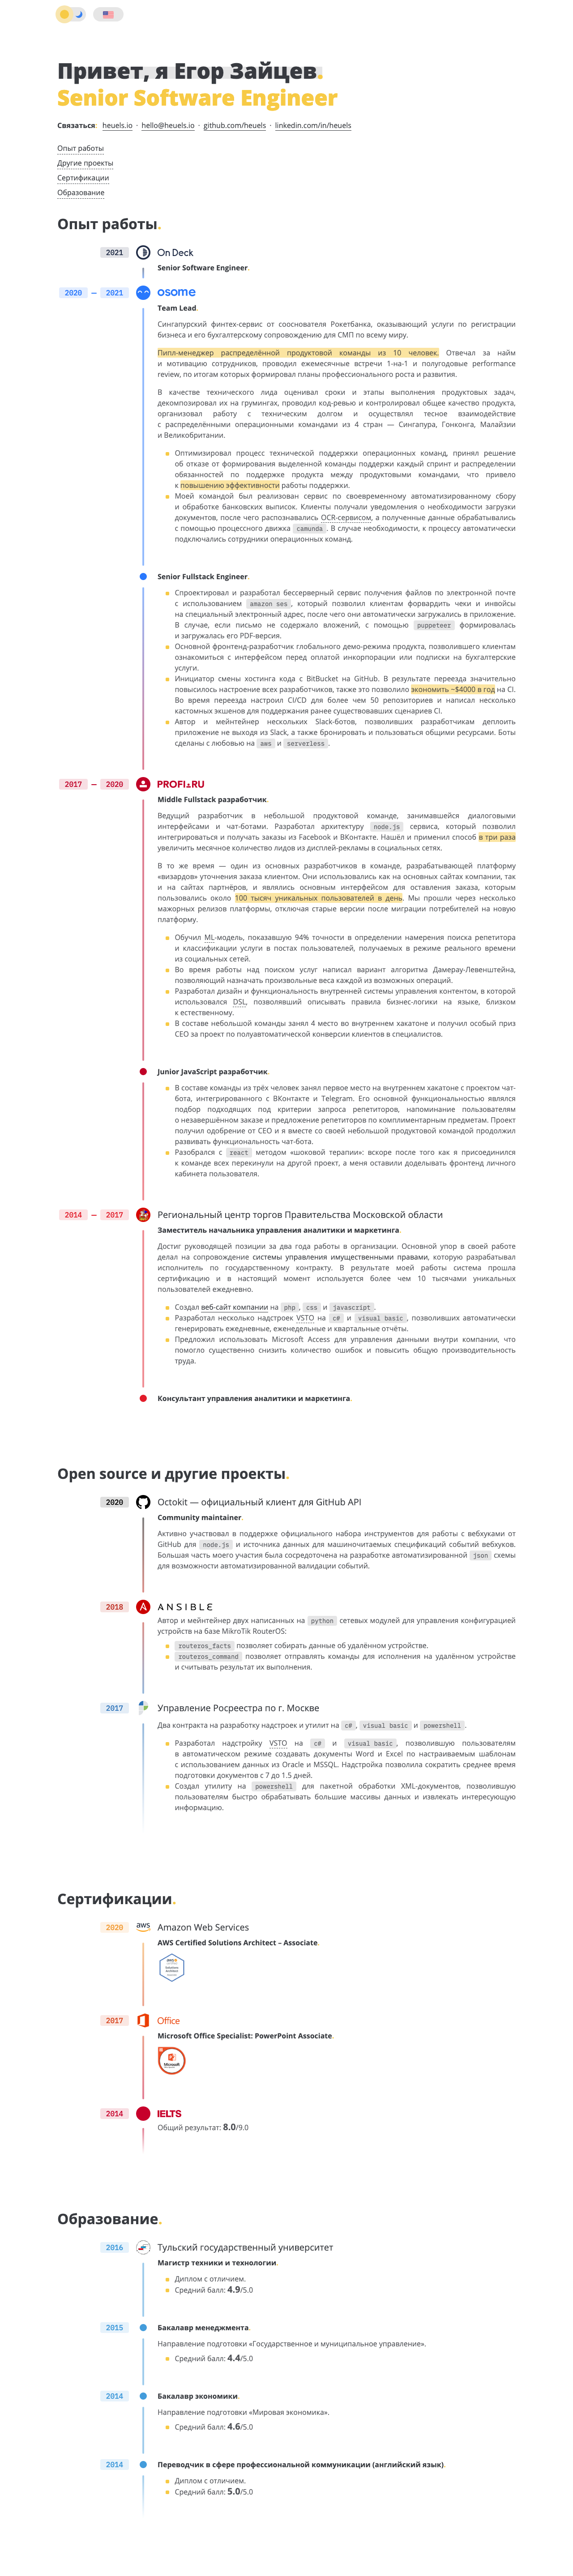 Привет, я Егор Зайцев.
Senior Software Engineer
Связаться: heuels.io · hello@heuels.io · github.com/heuels · linkedin.com/in/heuels
Опыт работы
Другие проекты
Сертификации
Образование
Опыт работы.
2021
On Deck
Senior Software Engineer.
2020 — 2021
osome
Team Lead.
Сингапурский финтех-сервис от сооснователя Рокетбанка, оказывающий услуги по регистрации
бизнеса и его бухгалтерскому сопровождению для СМП по всему миру.
Пипл-менеджер распределённой продуктовой команды из 10 человек. Отвечал за найм
и мотивацию сотрудников, проводил ежемесячные встречи 1-на-1 и полугодовые performance
review, по итогам которых формировал планы профессионального роста и развития.
В качестве технического лида оценивал сроки и этапы выполнения продуктовых задач,
декомпозировал их на грумингах, проводил код-ревью и контролировал общее качество продукта,
организовал работу с техническим долгом и осуществлял тесное взаимодействие
с распределёнными операционными командами из 4 стран — Сингапура, Гонконга, Малайзии
и Великобритании.
Оптимизировал процесс технической поддержки операционных команд, принял решение
об отказе от формирования выделенной команды поддержки каждый спринт и распределении
обязанностей по поддержке продукта между продуктовыми командами, что привело
к повышению эффективности работы поддержки.
Моей командой был реализован сервис по своевременному автоматизированному сбору
и обработке банковских выписок. Клиенты получали уведомления о необходимости загрузки
документов, после чего распознавались OCR-сервисом, а полученные данные обрабатывались
с помощью процессного движка camunda. В случае необходимости, к процессу автоматически
подключались сотрудники операционных команд.
Senior Fullstack Engineer.
Спроектировал и разработал бессерверный сервис получения файлов по электронной почте
с использованием amazon ses, который позволил клиентам форвардить чеки и инвойсы
на специальный электронный адрес, после чего они автоматически загружались в приложение.
В случае, если письмо не содержало вложений, с помощью puppeteer формировалась
и загружалась его PDF-версия.
Основной фронтенд-разработчик глобального демо-режима продукта, позволившего клиентам
ознакомиться с интерфейсом перед оплатой инкорпорации или подписки на бухгалтерские
услуги.
Инициатор смены хостинга кода с BitBucket на GitHub. В результате переезда значительно
повысилось настроение всех разработчиков, также это позволило экономить ~$4000 в год на CI.
Во время переезда настроил CI/CD для более чем 50 репозиториев и написал несколько
кастомных экшенов для поддержания ранее существовавших сценариев CI.
Автор и мейнтейнер нескольких Slack-ботов, позволивших разработчикам деплоить
приложение не выходя из Slack, а также бронировать и пользоваться общими ресурсами. Боты
сделаны с любовью на aws и serverless.
2017 — 2020
PROFI.RU
Middle Fullstack разработчик.
Ведущий разработчик в небольшой продуктовой команде, занимавшейся диалоговыми
интерфейсами и чат-ботами. Разработал архитектуру node.js сервиса, который позволил
интегрироваться и получать заказы из Facebook и ВКонтакте. Нашёл и применил способ в три раза
увеличить месячное количество лидов из дисплей-рекламы в социальных сетях.
В то же время — один из основных разработчиков в команде, разрабатывающей платформу
«визардов» уточнения заказа клиентом. Они использовались как на основных сайтах компании, так
и на сайтах партнёров, и являлись основным интерфейсом для оставления заказа, которым
пользовались около 100 тысяч уникальных пользователей в день. Мы прошли через несколько
мажорных релизов платформы, отключая старые версии после миграции потребителей на новую
платформу.
Обучил ML-модель, показавшую 94% точности в определении намерения поиска репетитора
и классификации услуги в постах пользователей, получаемых в режиме реального времени
из социальных сетей.
Во время работы над поиском услуг написал вариант алгоритма Дамерау-Левенштейна,
позволяющий назначать произвольные веса каждой из возможных операций.
Разработал дизайн и функциональность внутренней системы управления контентом, в которой
использовался DSL, позволявший описывать правила бизнес-логики на языке, близком
к естественному.
В составе небольшой команды занял 4 место во внутреннем хакатоне и получил особый приз
CEO за проект по полуавтоматической конверсии клиентов в специалистов.
Junior JavaScript разработчик.
В составе команды из трёх человек занял первое место на внутреннем хакатоне с проектом чат-
бота, интегрированного с ВКонтакте и Telegram. Его основной функциональностью являлся
подбор подходящих под критерии запроса репетиторов, напоминание пользователям
о незавершённом заказе и предложение репетиторов по комплиментарным предметам. Проект
получил одобрение от CEO и я вместе со своей небольшой продуктовой командой продолжил
развивать функциональность чат-бота.
Разобрался с react методом «шоковой терапии»: вскоре после того как я присоединился
к команде всех перекинули на другой проект, а меня оставили доделывать фронтенд личного
кабинета пользователя.
2014 — 2017
Региональный центр торгов Правительства Московской области
Заместитель начальника управления аналитики и маркетинга.
Достиг руководящей позиции за два года работы в организации. Основной упор в своей работе
делал на сопровождение системы управления имущественными правами, которую разрабатывал
исполнитель по государственному контракту. В результате моей работы система прошла
сертификацию и в настоящий момент используется более чем 10 тысячами уникальных
пользователей ежедневно.
Создал веб-сайт компании на php, css и javascript.
Разработал несколько надстроек VSTO на c# и visual basic, позволивших автоматически
генерировать ежедневные, еженедельные и квартальные отчёты.
Предложил использовать Microsoft Access для управления данными внутри компании, что
помогло существенно снизить количество ошибок и повысить общую производительность
труда.
Консультант управления аналитики и маркетинга.
Open source и другие проекты.
2020
Octokit — официальный клиент для GitHub API
Community maintainer.
Активно участвовал в поддержке официального набора инструментов для работы с вебхуками от
GitHub для node.js и источника данных для машиночитаемых спецификаций событий вебхуков.
Большая часть моего участия была сосредоточена на разработке автоматизированной json схемы
для возможности автоматизированной валидации событий.
2018
ANSIBLE
Автор и мейнтейнер двух написанных на python сетевых модулей для управления конфигурацией
устройств на базе MikroTik RouterOS:
routeros_facts позволяет собирать данные об удалённом устройстве.
routeros_command позволяет отправлять команды для исполнения на удалённом устройстве
и считывать результат их выполнения.
2017
Управление Росреестра по г. Москве
Два контракта на разработку надстроек и утилит на c#, visual basic и powershell.
Разработал надстройку VSTO на c# и visual basic, позволившую пользователям
в автоматическом режиме создавать документы Word и Excel по настраиваемым шаблонам
с использованием данных из Oracle и MSSQL. Надстройка позволила сократить среднее время
подготовки документов с 7 до 1.5 дней.
Создал утилиту на powershell для пакетной обработки XML-документов, позволившую
пользователям быстро обрабатывать большие массивы данных и извлекать интересующую
информацию.
Сертификации.
2020
aws
Amazon Web Services
AWS Certified Solutions Architect – Associate.
2017
Office
Microsoft Office Specialist: PowerPoint Associate.
Microsoft
2014
IELTS
Общий результат: 8.0/9.0
Образование.
2016
Тульский государственный университет
Магистр техники и технологии.
Диплом с отличием.
Средний балл: 4.9/5.0
2015
Бакалавр менеджмента.
Направление подготовки «Государственное и муниципальное управление».
Средний балл: 4.4/5.0
2014
Бакалавр экономики.
Направление подготовки «Мировая экономика».
Средний балл: 4.6/5.0
2014
Переводчик в сфере профессиональной коммуникации (английский язык).
Диплом с отличием.
Средний балл: 5.0/5.0